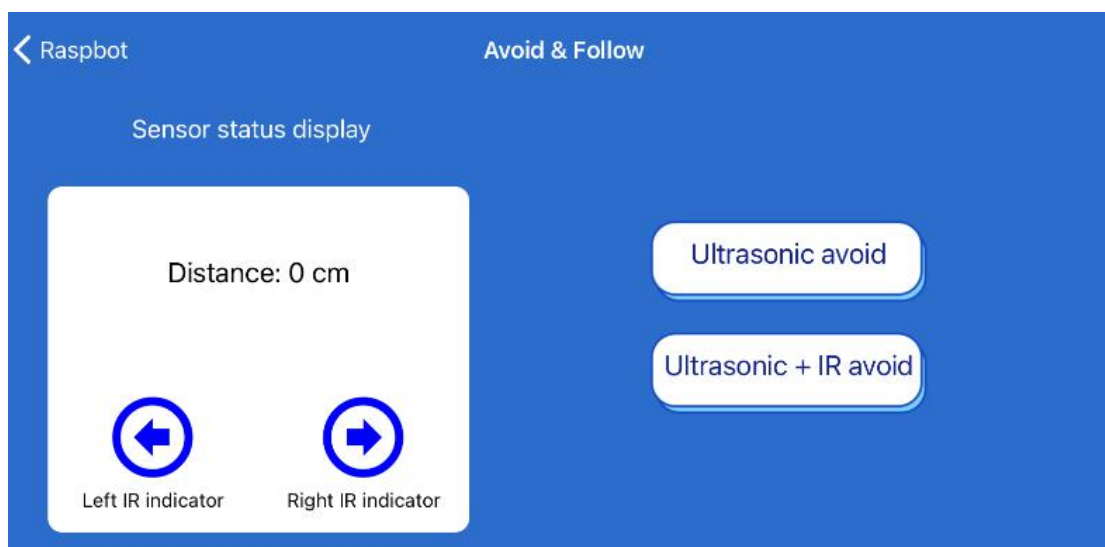 Raspbot
Avoid & Follow
Sensor status display
Distance: 0 cm
Left IR indicator
Right IR indicator
Ultrasonic avoid
Ultrasonic + IR avoid